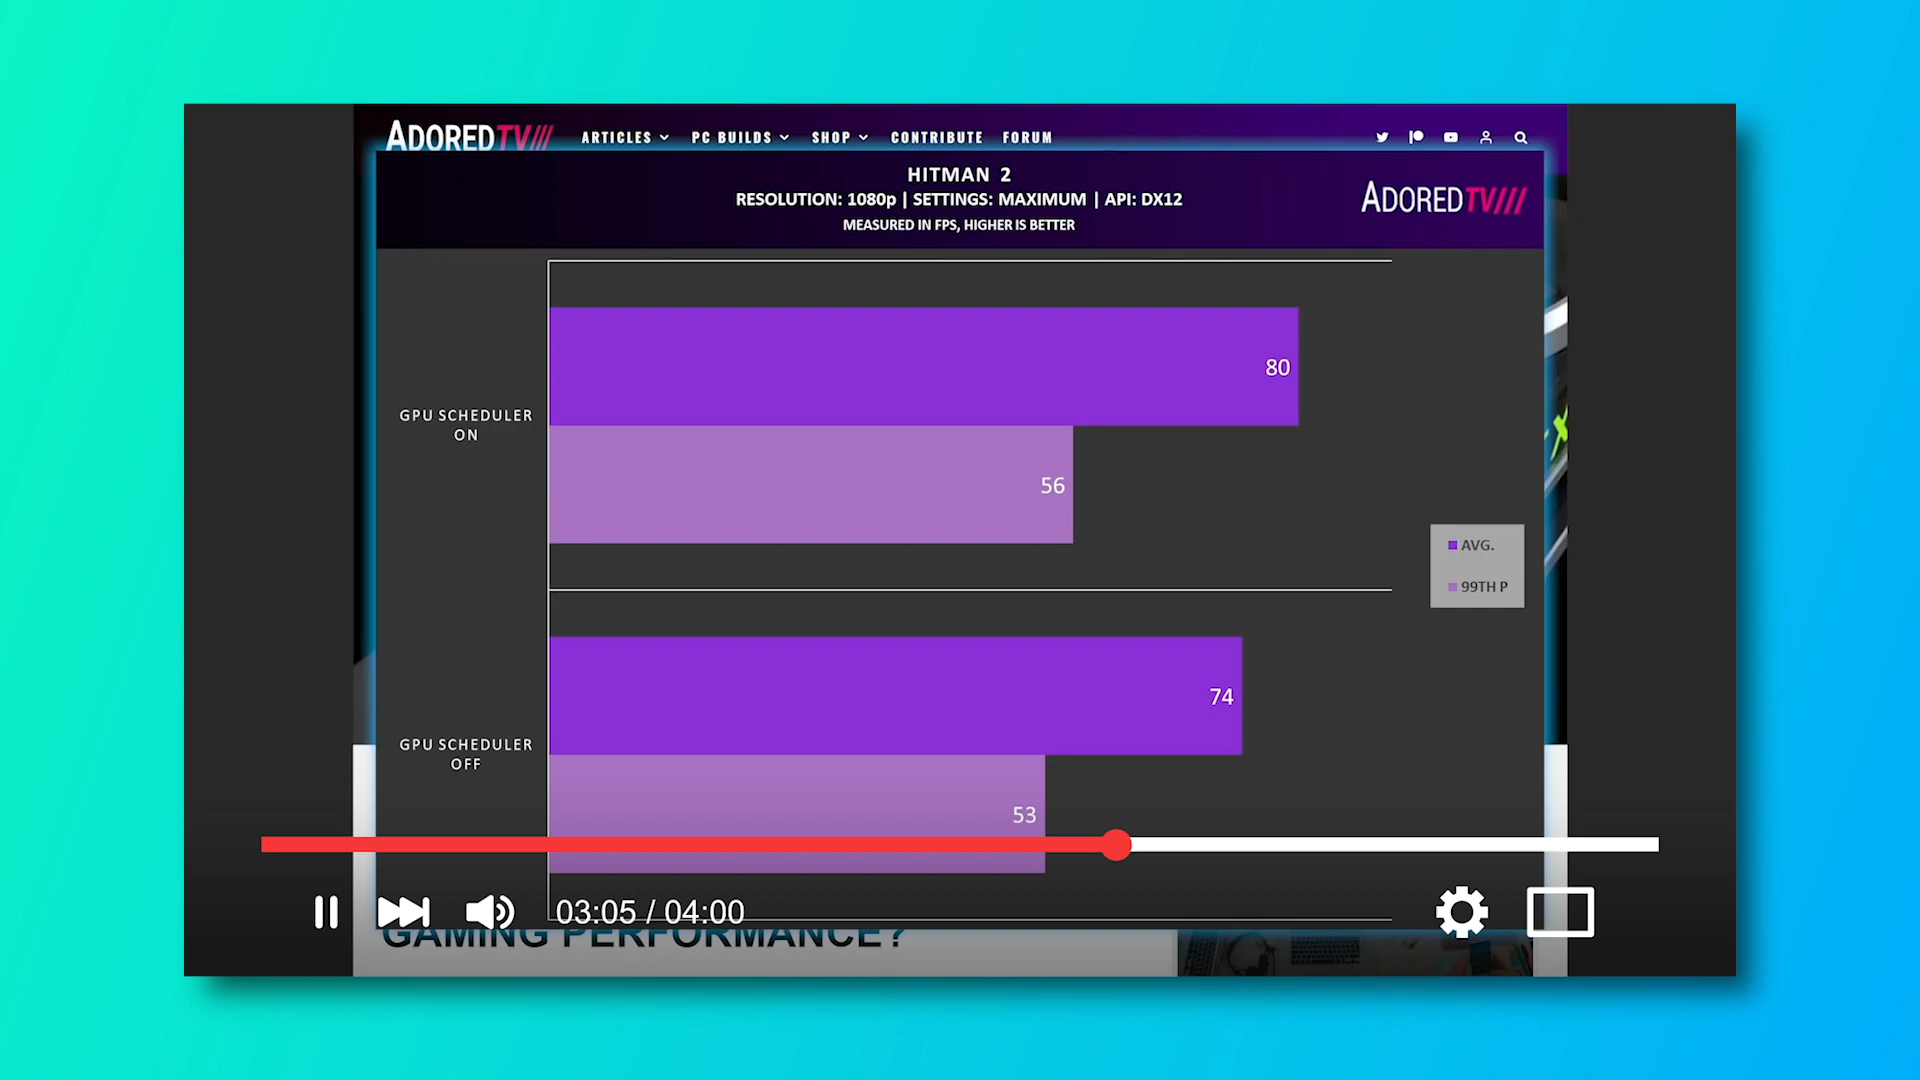 ADOREDTV/// ARTICLES PC BUILDS SHOP CONTRIBUTE FORUM
HITMAN 2
RESOLUTION: 1080p | SETTINGS: MAXIMUM | API: DX12
MEASURED IN FPS, HIGHER IS BETTER
ADOREDTV///
80
GPU SCHEDULER
ON
56
AVG.
99TH P
74
GPU SCHEDULER
OFF
53
03:05 / 04:00
GAMING PERFORMANCE?